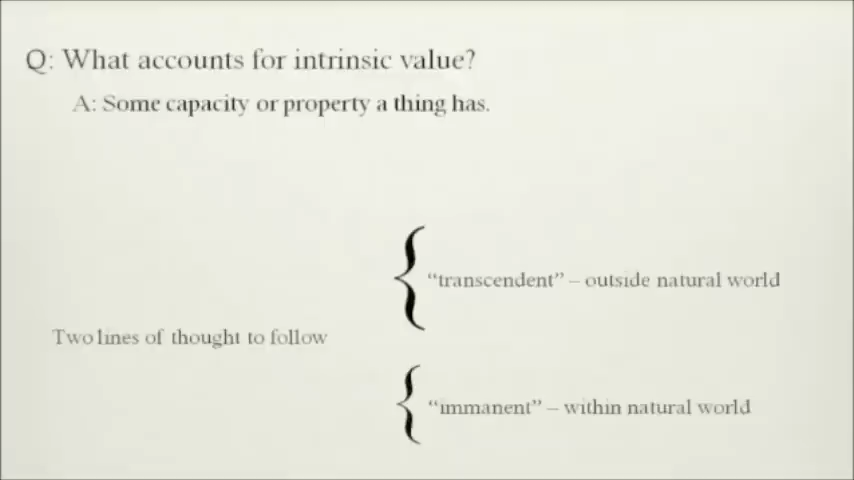 Q: What accounts for intrinsic value?
A: Some capacity or property a thing has.
“transcendent” – outside natural world
Two lines of thought to follow
“immanent” – within natural world